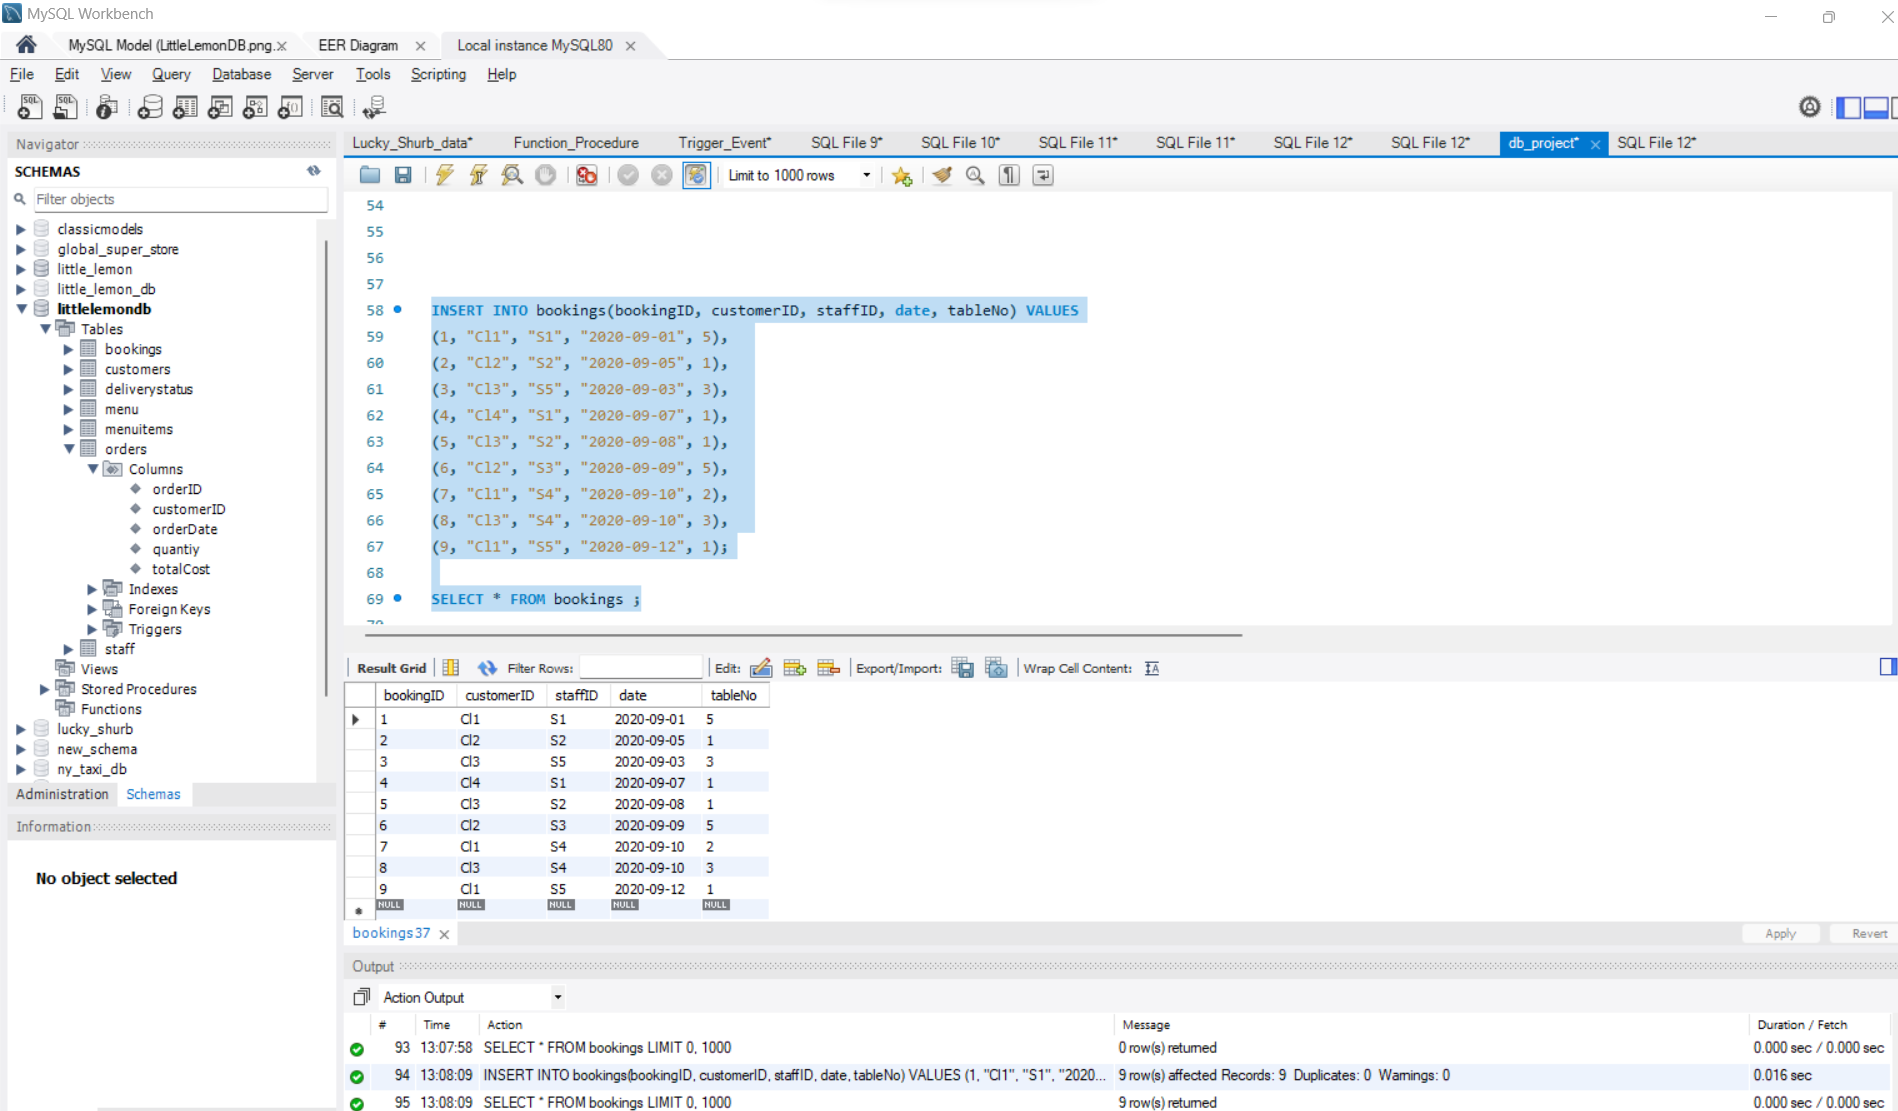 MySQL Workbench
MySQL Model (LittleLemonDB.png.× EER Diagram × Local instance MySQL80 ×
File Edit View Query Database Server Tools Scripting Help
SQL SQL
Navigator
SCHEMAS
Filter objects
classicmodels
global_super_store
little_lemon
little_lemon_db
littlelemondb
Tables
bookings
customers
deliverystatus
menu
menuitems
orders
Columns
orderID
customerID
orderDate
quantiy
totalCost
Indexes
Foreign Keys
Triggers
staff
Views
Stored Procedures
Functions
lucky_shurb
new_schema
ny_taxi_db
Administration Schemas
Information
No object selected
Lucky_Shurb_data* Function_Procedure Trigger_Event* SQL File 9* SQL File 10* SQL File 11* SQL File 11* SQL File 12* SQL File 12* db_project* × SQL File 12*
Limit to 1000 rows
54
55
56
57
58 INSERT INTO bookings(bookingID, customerID, staffID, date, tableNo) VALUES
59 (1, "Cl1", "S1", "2020-09-01", 5),
60 (2, "Cl2", "S2", "2020-09-05", 1),
61 (3, "Cl3", "S5", "2020-09-03", 3),
62 (4, "Cl4", "S1", "2020-09-07", 1),
63 (5, "Cl3", "S2", "2020-09-08", 1),
64 (6, "Cl2", "S3", "2020-09-09", 5),
65 (7, "Cl1", "S4", "2020-09-10", 2),
66 (8, "Cl3", "S4", "2020-09-10", 3),
67 (9, "Cl1", "S5", "2020-09-12", 1);
68
69 SELECT * FROM bookings ;
Result Grid Filter Rows: Edit: Export/Import: Wrap Cell Content:
bookingID customerID staffID date tableNo
1 Cl1 S1 2020-09-01 5
2 Cl2 S2 2020-09-05 1
3 Cl3 S5 2020-09-03 3
4 Cl4 S1 2020-09-07 1
5 Cl3 S2 2020-09-08 1
6 Cl2 S3 2020-09-09 5
7 Cl1 S4 2020-09-10 2
8 Cl3 S4 2020-09-10 3
9 Cl1 S5 2020-09-12 1
NULL NULL NULL NULL NULL
bookings37 × Apply Revert
Output
Action Output
# Time Action Message Duration / Fetch
93 13:07:58 SELECT * FROM bookings LIMIT 0, 1000 0 row(s) returned 0.000 sec / 0.000 sec
94 13:08:09 INSERT INTO bookings(bookingID, customerID, staffID, date, tableNo) VALUES (1, "Cl1", "S1", "2020... 9 row(s) affected Records: 9 Duplicates: 0 Warnings: 0 0.016 sec
95 13:08:09 SELECT * FROM bookings LIMIT 0, 1000 9 row(s) returned 0.000 sec / 0.000 sec